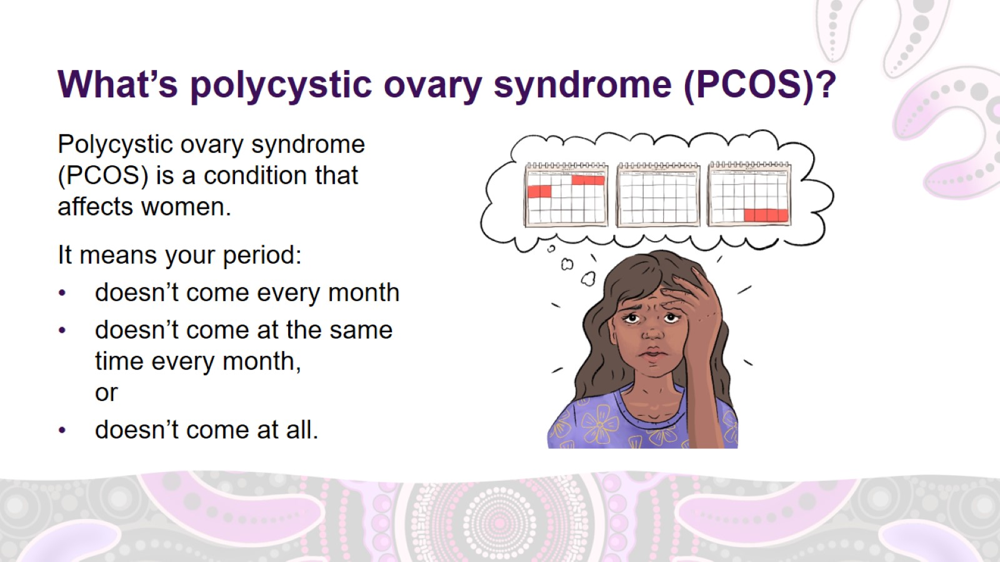 What’s polycystic ovary syndrome (PCOS)?
Polycystic ovary syndrome
(PCOS) is a condition that
affects women.
It means your period:
• doesn’t come every month
• doesn’t come at the same
time every month,
or
• doesn’t come at all.